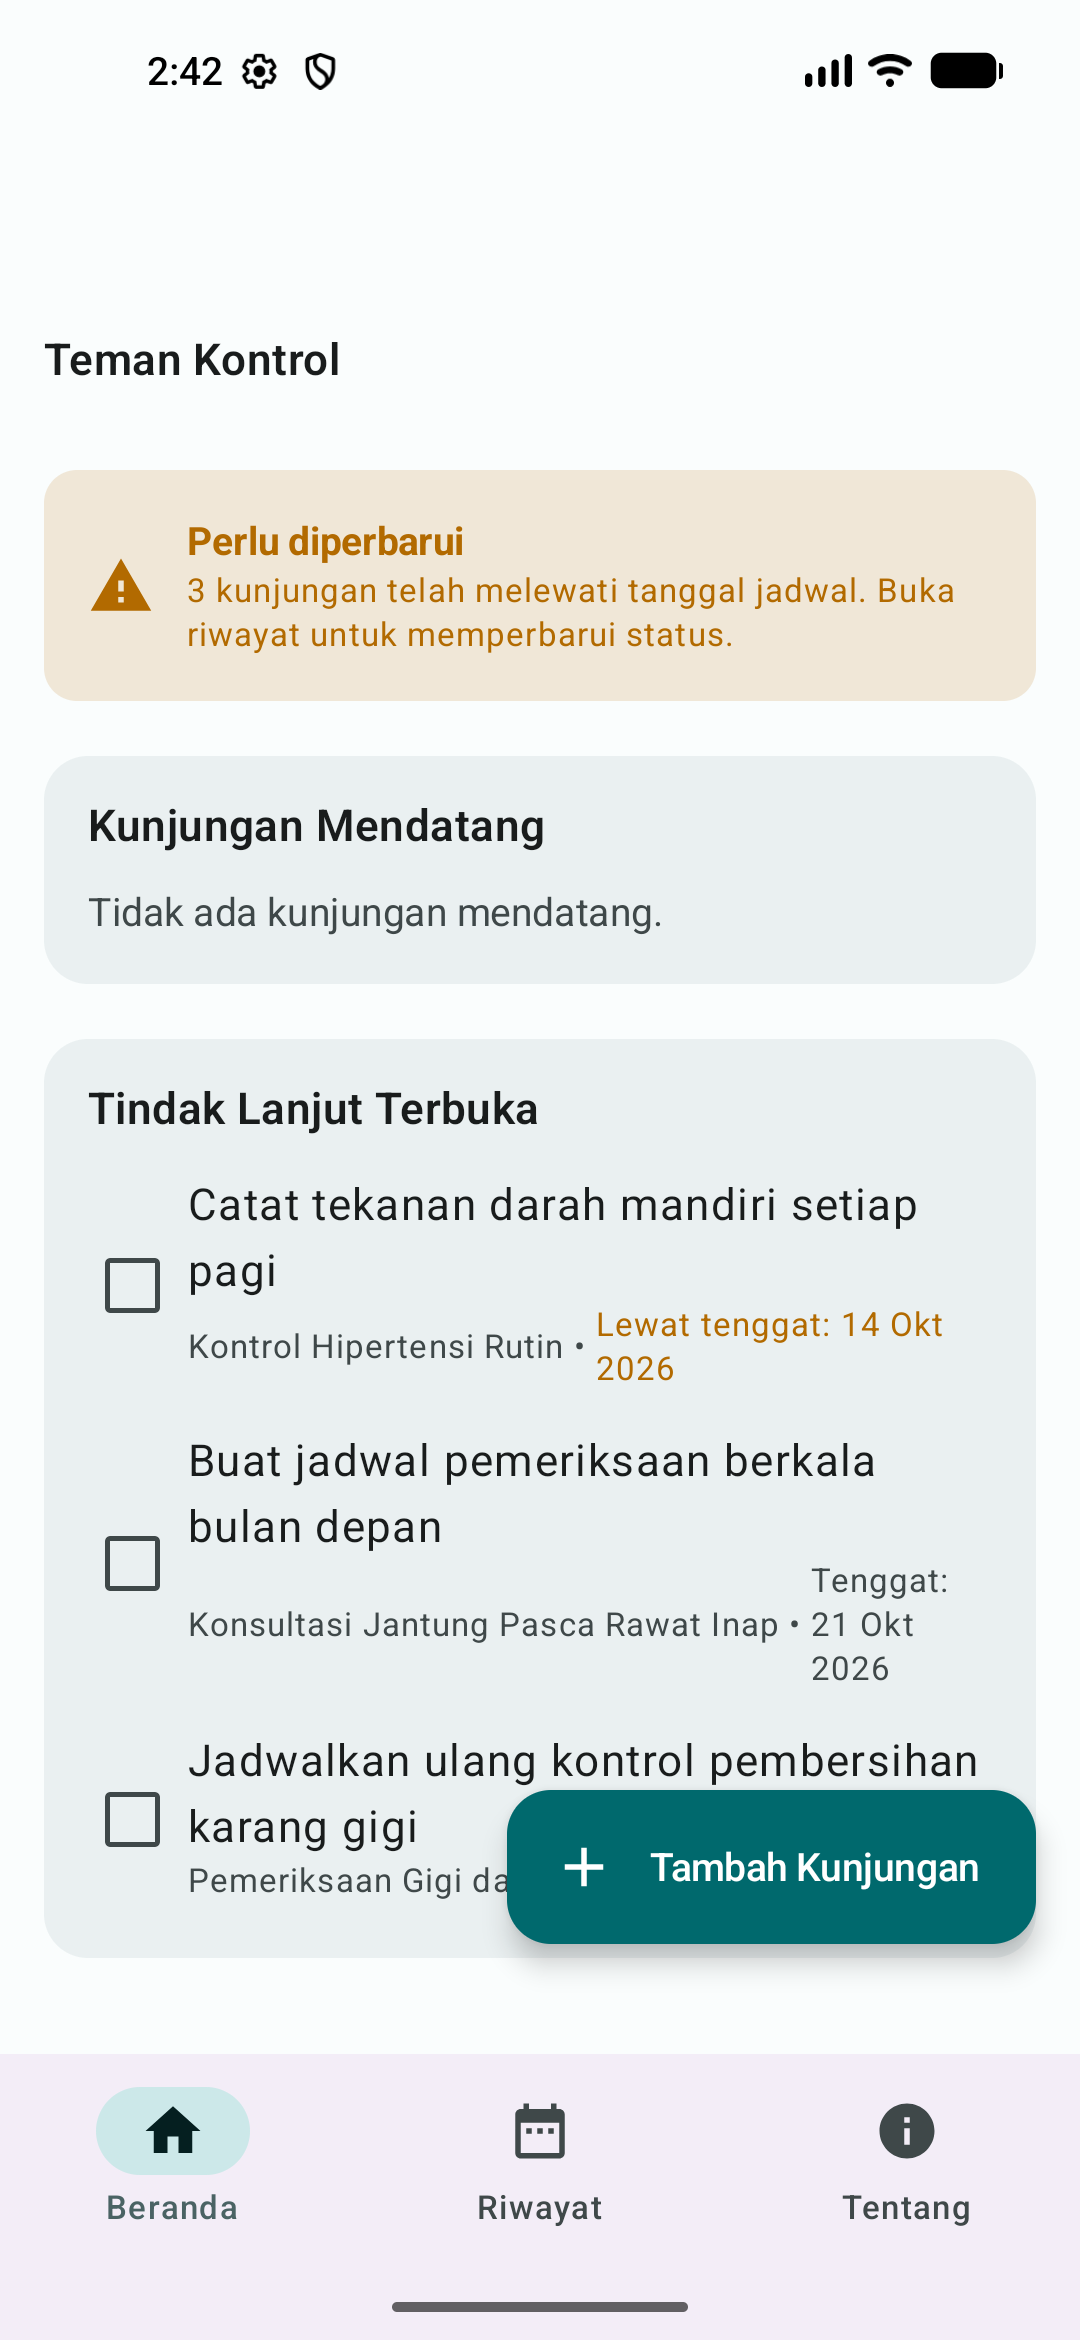 2:42
Teman Kontrol
Perlu diperbarui
3 kunjungan telah melewati tanggal jadwal. Buka
riwayat untuk memperbarui status.
Kunjungan Mendatang
Tidak ada kunjungan mendatang.
Tindak Lanjut Terbuka
Catat tekanan darah mandiri setiap
pagi
Kontrol Hipertensi Rutin • Lewat tenggat: 14 Okt
2026
Buat jadwal pemeriksaan berkala
bulan depan
Konsultasi Jantung Pasca Rawat Inap • Tenggat:
21 Okt
2026
Jadwalkan ulang kontrol pembersihan
karang gigi
Pemeriksaan Gigi
Tambah Kunjungan
Beranda
Riwayat
Tentang